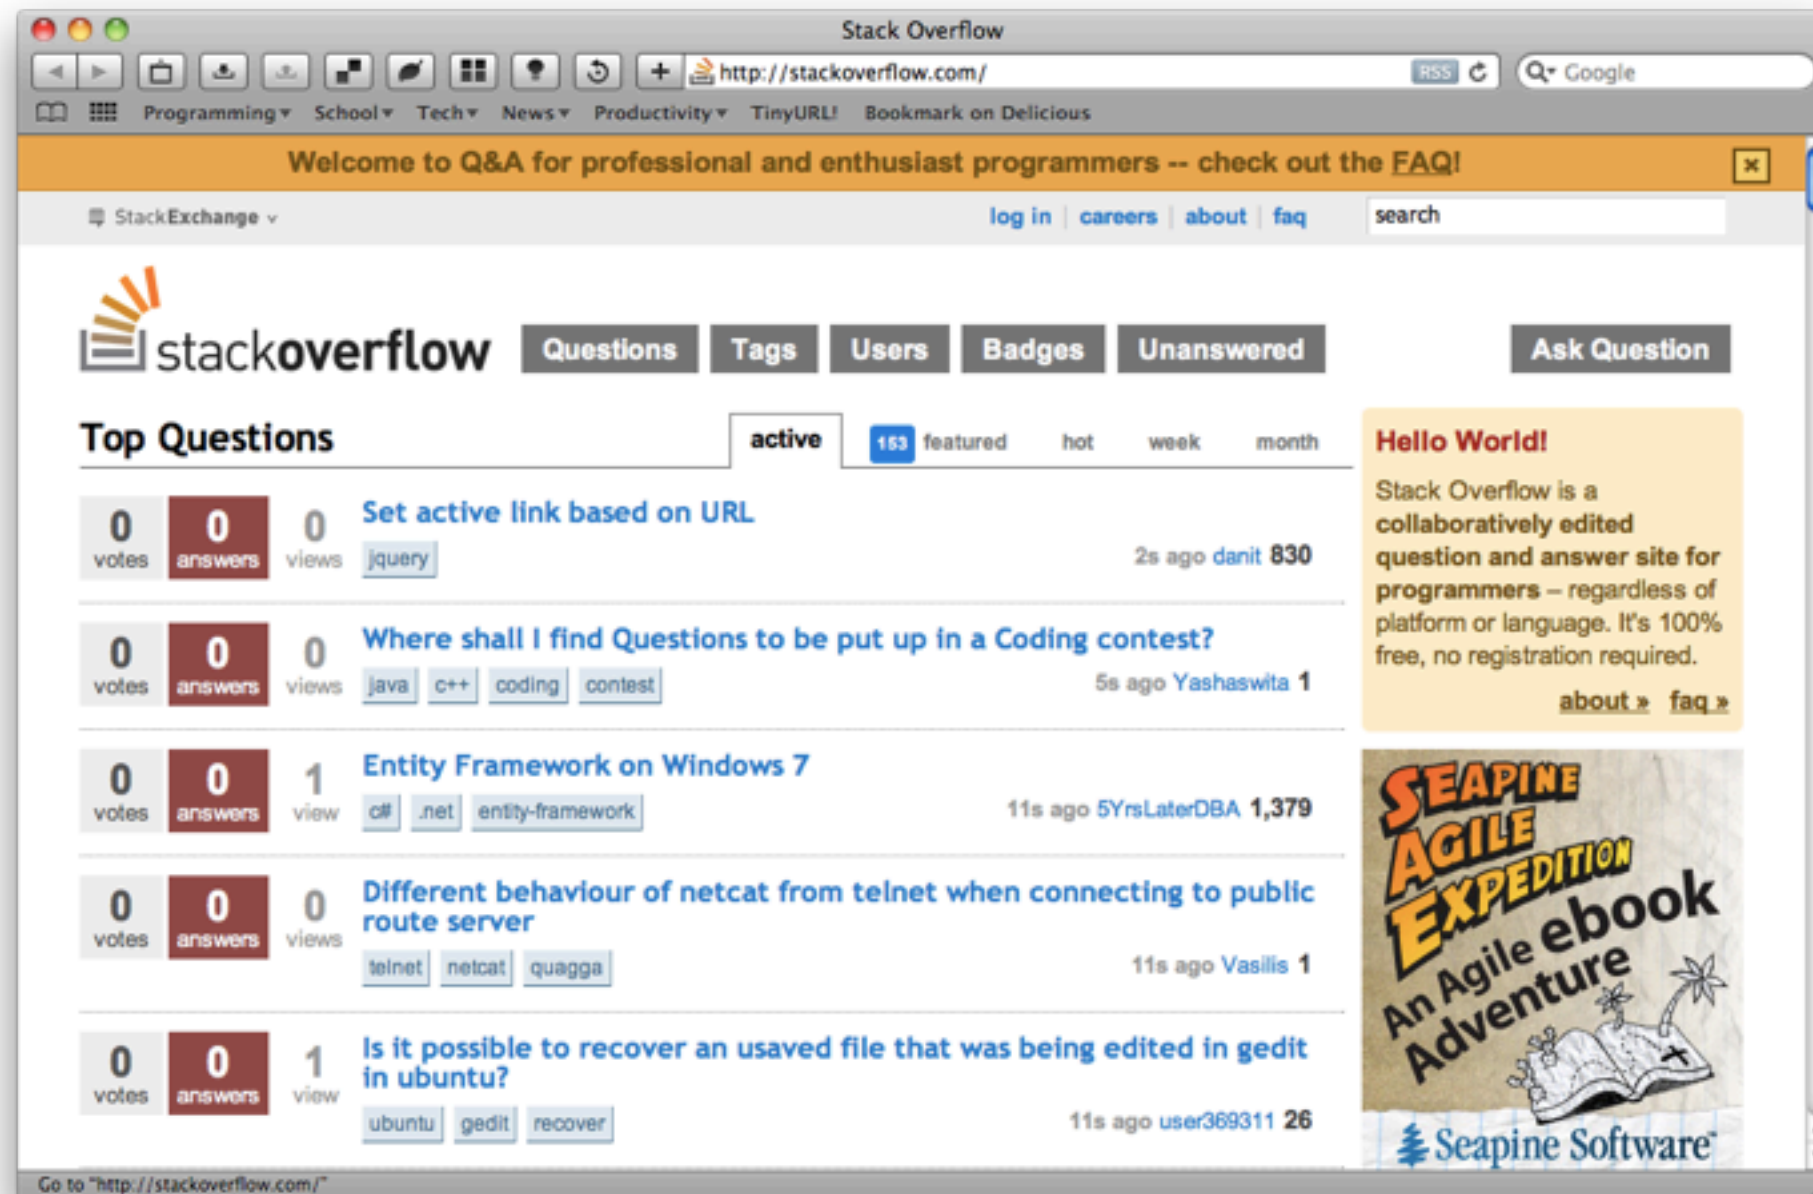 Stack Overflow
http://stackoverflow.com/
RSS
Google
Programming School Tech News Productivity TinyURL! Bookmark on Delicious
Welcome to Q&A for professional and enthusiast programmers -- check out the FAQ!
StackExchange
log in careers about faq
search
stackoverflow
Questions Tags Users Badges Unanswered
Ask Question
Top Questions
active 153 featured hot week month
0 votes 0 answers 0 views
Set active link based on URL
jquery
2s ago danit 830
0 votes 0 answers 0 views
Where shall I find Questions to be put up in a Coding contest?
java c++ coding contest
5s ago Yashaswita 1
0 votes 0 answers 1 view
Entity Framework on Windows 7
c# .net entity-framework
11s ago 5YrsLaterDBA 1,379
0 votes 0 answers 0 views
Different behaviour of netcat from telnet when connecting to public
route server
telnet netcat quagga
11s ago Vasilis 1
0 votes 0 answers 1 view
Is it possible to recover an usaved file that was being edited in gedit
in ubuntu?
ubuntu gedit recover
11s ago user369311 26
Hello World!
Stack Overflow is a
collaboratively edited
question and answer site for
programmers – regardless of
platform or language. It's 100%
free, no registration required.
about » faq »
SEAPINE
AGILE
EXPEDITION
An Agile ebook
Adventure
Seapine Software
Go to "http://stackoverflow.com/"